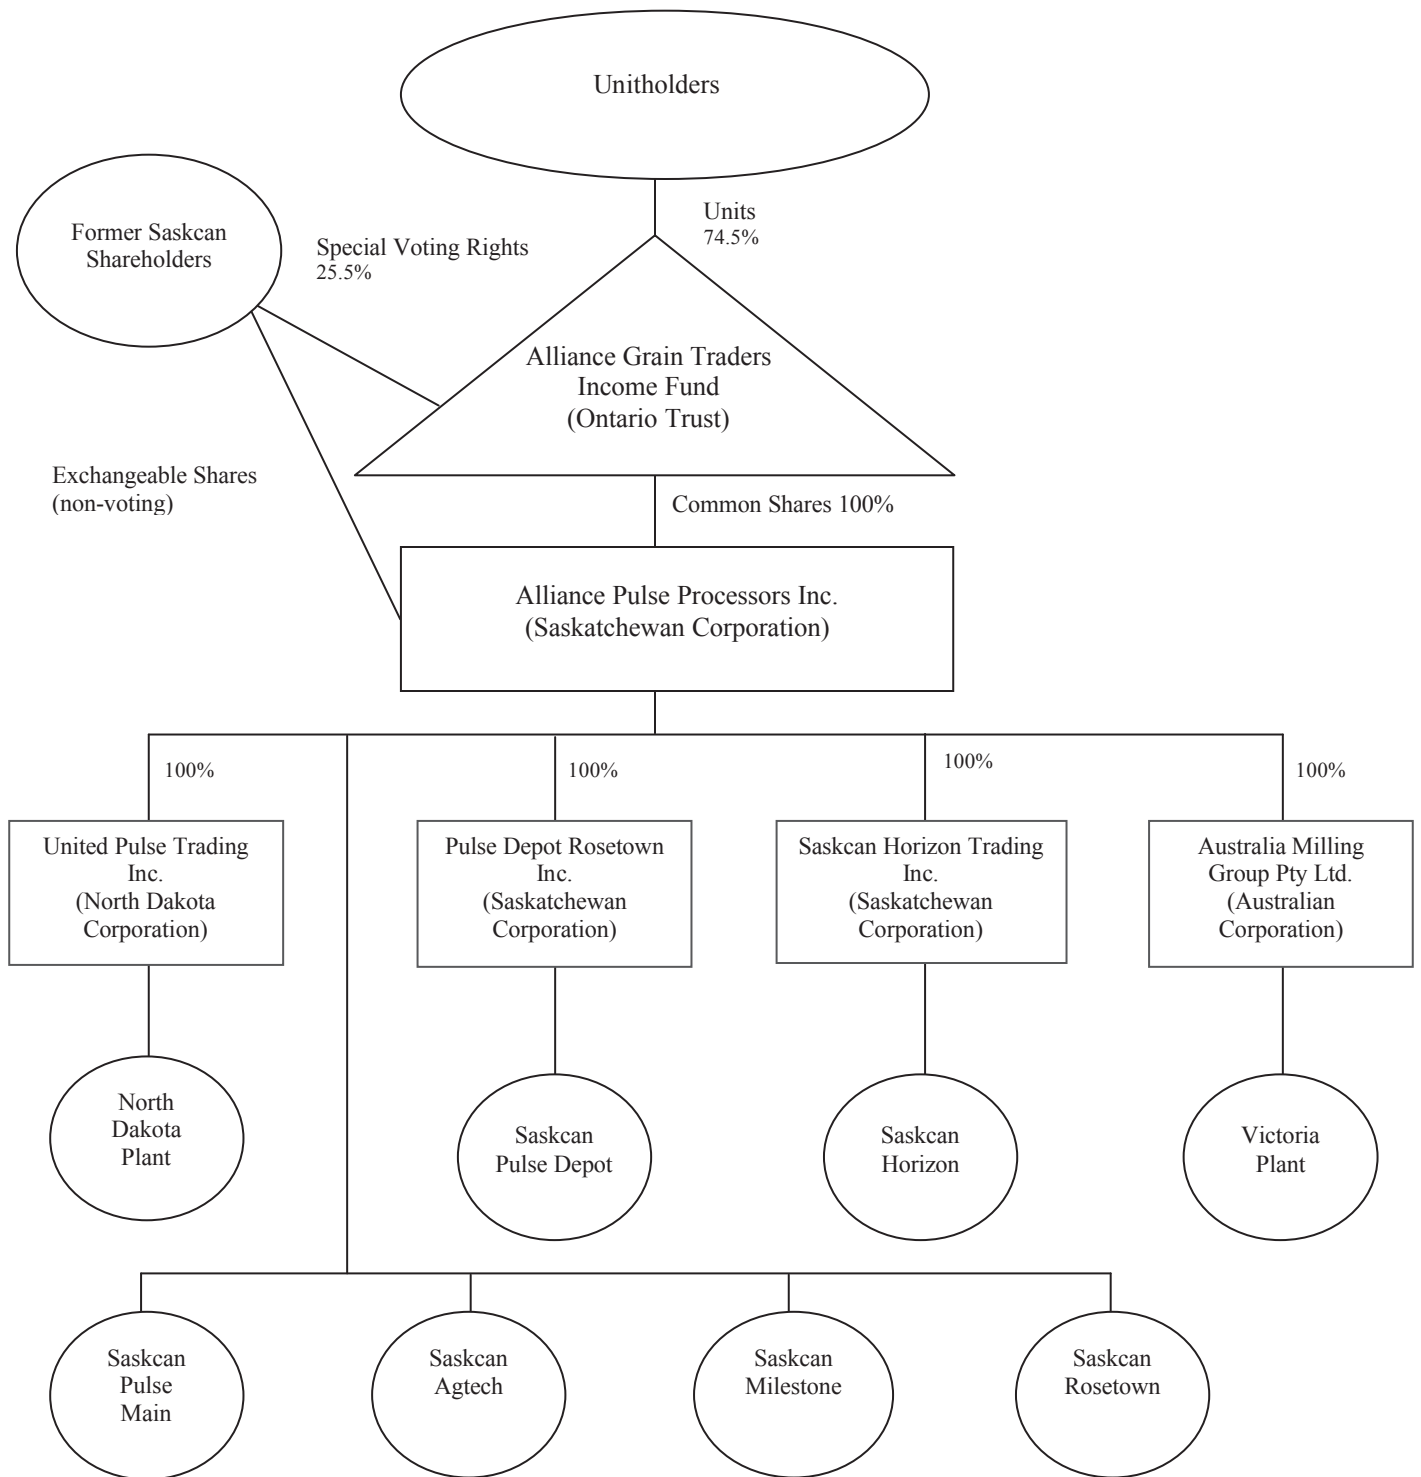 Unitholders
Units
74.5%
Former Saskcan
Shareholders
Special Voting Rights
25.5%
Alliance Grain Traders
Income Fund
(Ontario Trust)
Exchangeable Shares
(non-voting)
Common Shares 100%
Alliance Pulse Processors Inc.
(Saskatchewan Corporation)
100%
100%
100%
100%
United Pulse Trading
Inc.
(North Dakota
Corporation)
Pulse Depot Rosetown
Inc.
(Saskatchewan
Corporation)
Saskcan Horizon Trading
Inc.
(Saskatchewan
Corporation)
Australia Milling
Group Pty Ltd.
(Australian
Corporation)
North
Dakota
Plant
Saskcan
Pulse Depot
Saskcan
Horizon
Victoria
Plant
Saskcan
Pulse
Main
Saskcan
Agtech
Saskcan
Milestone
Saskcan
Rosetown